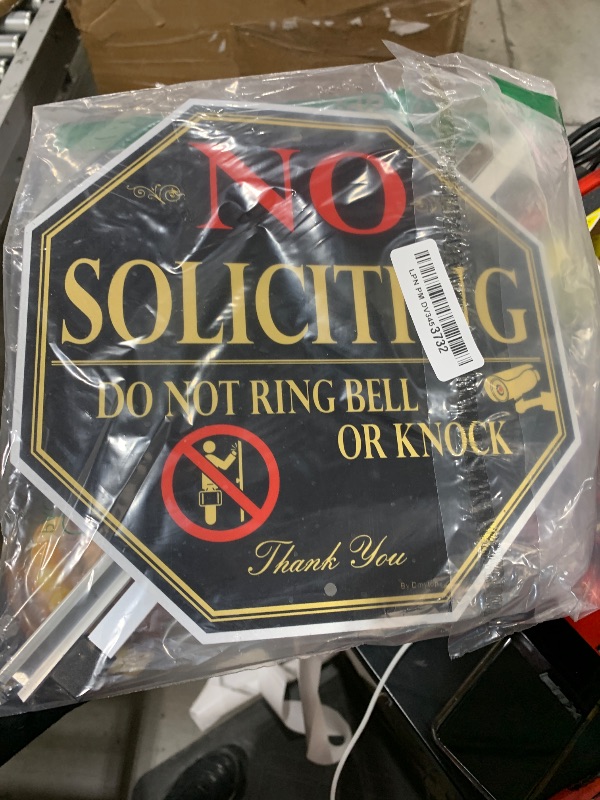 NO
SOLICITING
DO NOT RING BELL
OR KNOCK
Thank You
LPN PM DV3453732